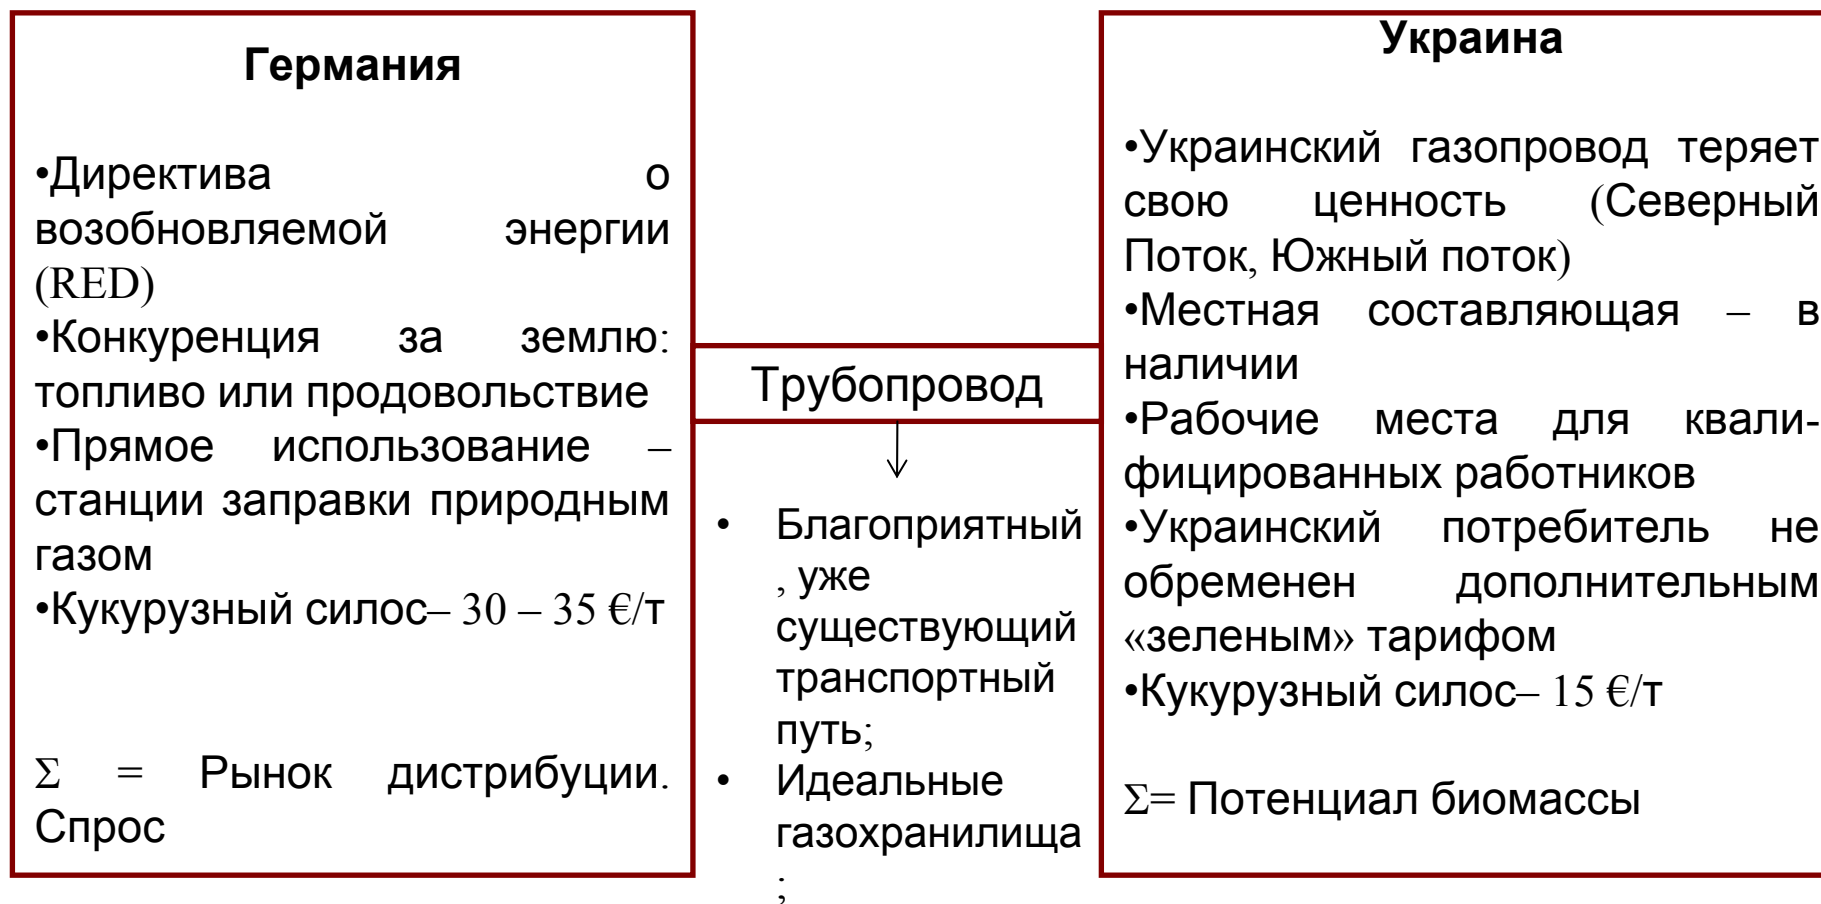 Германия
•Директива о
возобновляемой энергии
(RED)
•Конкуренция за землю:
топливо или продовольствие
•Прямое использование –
станции заправки природным
газом
•Кукурузный силос– 30 – 35 €/т
Σ = Рынок дистрибуции.
Спрос
Трубопровод
• Благоприятный
, уже
существующий
транспортный
путь;
• Идеальные
газохранилища
;
Украина
•Украинский газопровод теряет
свою ценность (Северный
Поток, Южный поток)
•Местная составляющая – в
наличии
•Рабочие места для квали-
фицированных работников
•Украинский потребитель не
обременен дополнительным
«зеленым» тарифом
•Кукурузный силос– 15 €/т
Σ= Потенциал биомассы